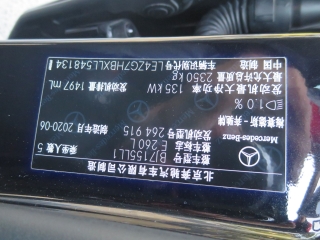 北京奔驰汽车有限公司制造
整车型号 BJ7155LL1 乘坐人数 5
整车标志 E 260 L
Mercedes-Benz
发动机型号 264 915 制造年月 2020-06
梅赛德斯-奔驰牌
1.0 %
发动机最大净功率 135 kW 发动机排量 1497 mL
最大允许总质量 2350 kg
中国 制造 车辆识别代号 LE4ZG7HBXLL548134